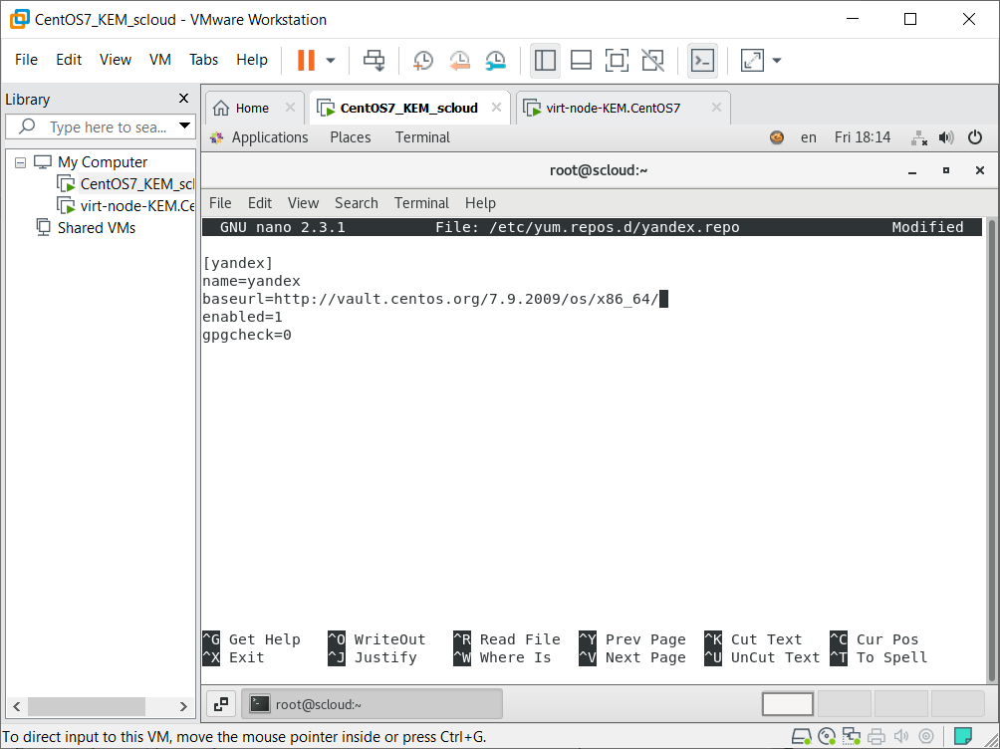 CentOS7_KEM_scloud - VMware Workstation
File Edit View VM Tabs Help
Library
Type here to sea...
My Computer
CentOS7_KEM_scl
virt-node-KEM.Ce
Shared VMs
Home CentOS7_KEM_scloud virt-node-KEM.CentOS7
Applications Places Terminal en Fri 18:14
root@scloud:~
File Edit View Search Terminal Help
GNU nano 2.3.1 File: /etc/yum.repos.d/yandex.repo Modified
[yandex]
name=yandex
baseurl=http://vault.centos.org/7.9.2009/os/x86_64/
enabled=1
gpgcheck=0
^G Get Help ^O WriteOut ^R Read File ^Y Prev Page ^K Cut Text ^C Cur Pos
^X Exit ^J Justify ^W Where Is ^V Next Page ^U UnCut Text ^T To Spell
root@scloud:~
To direct input to this VM, move the mouse pointer inside or press Ctrl+G.